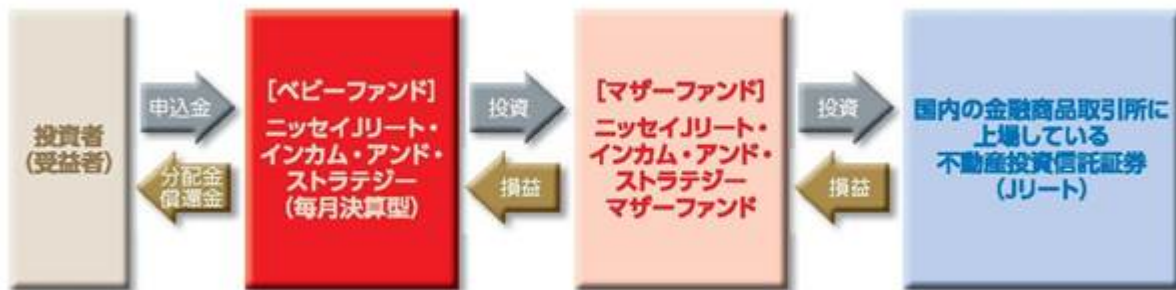 投資者
(受益者)
申込金
分配金
償還金
[ベビーファンド]
ニッセイJリート・
インカム・アンド・
ストラテジー
(毎月決算型)
投資
損益
[マザーファンド]
ニッセイJリート・
インカム・アンド・
ストラテジー
マザーファンド
投資
損益
国内の金融商品取引所に
上場している
不動産投資信託証券
(Jリート)